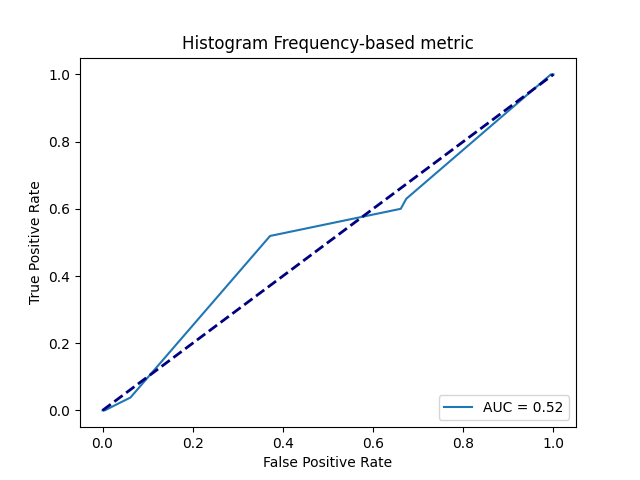 Histogram Frequency-based metric
1.0
0.8
0.6
0.4
0.2
0.0
True Positive Rate
AUC = 0.52
0.0 0.2 0.4 0.6 0.8 1.0
False Positive Rate